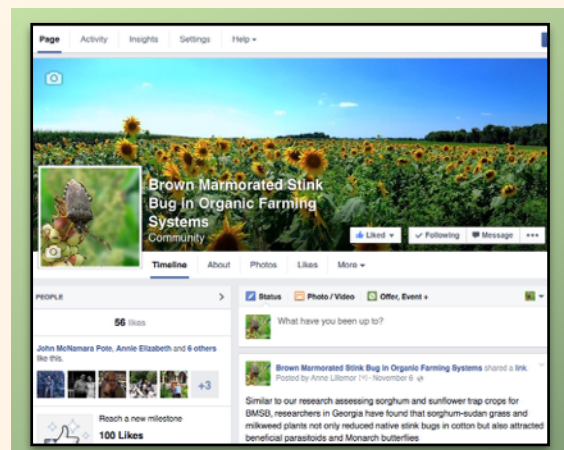 Page Activity Insights Settings Help
Brown Marmorated Stink
Bug in Organic Farming
Systems
Community
Liked Following Message
Timeline About Photos Likes More
PEOPLE
56 likes
John McNamara Pote, Annie Elizabeth and 6 others
like this.
+3
Reach a new milestone
100 Likes
Status Photo / Video Offer, Event +
What have you been up to?
Brown Marmorated Stink Bug in Organic Farming Systems shared a link.
Posted by Anne Lillemor [?] · November 6
Similar to our research assessing sorghum and sunflower trap crops for
BMSB, researchers in Georgia have found that sorghum-sudan grass and
milkweed plants not only reduced native stink bugs in cotton but also attracted
beneficial parasitoids and Monarch butterflies